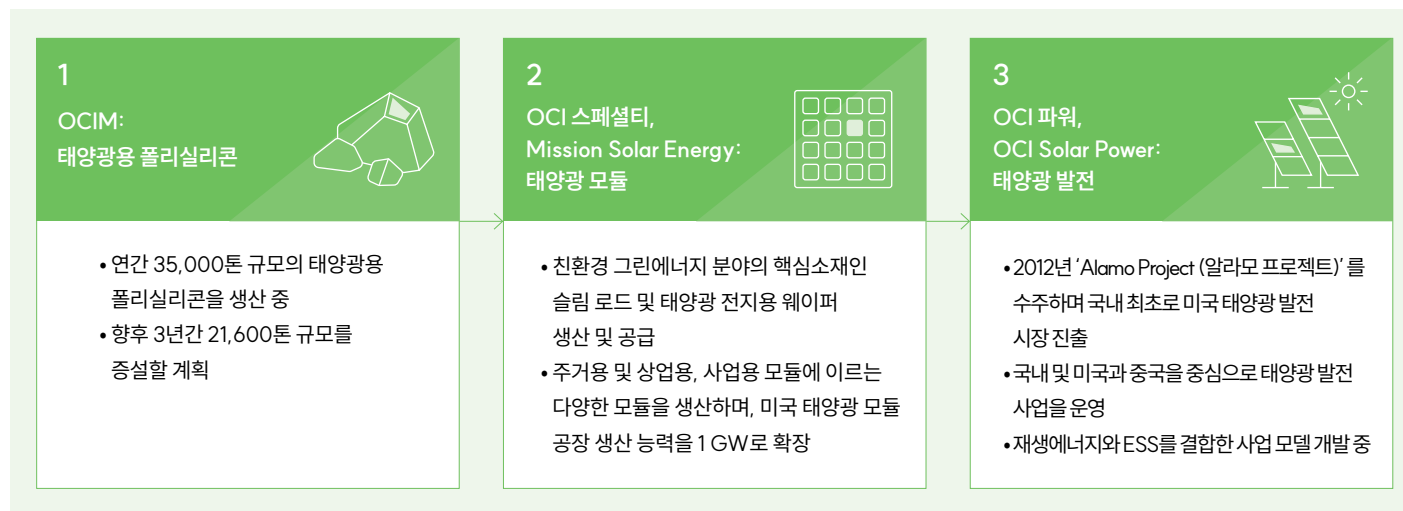 1
OCIM:
태양광용 폴리실리콘
• 연간 35,000톤 규모의 태양광용
폴리실리콘을 생산 중
• 향후 3년간 21,600톤 규모를
증설할 계획
2
OCI 스페셜티,
Mission Solar Energy:
태양광 모듈
• 친환경 그린에너지 분야의 핵심소재인
슬림 로드 및 태양광 전지용 웨이퍼
생산 및 공급
• 주거용 및 상업용, 사업용 모듈에 이르는
다양한 모듈을 생산하며, 미국 태양광 모듈
공장 생산 능력을 1 GW로 확장
3
OCI 파워,
OCI Solar Power:
태양광 발전
• 2012년 ‘Alamo Project (알라모 프로젝트)’ 를
수주하며 국내 최초로 미국 태양광 발전
시장 진출
• 국내 및 미국과 중국을 중심으로 태양광 발전
사업을 운영
• 재생에너지와 ESS를 결합한 사업 모델 개발 중